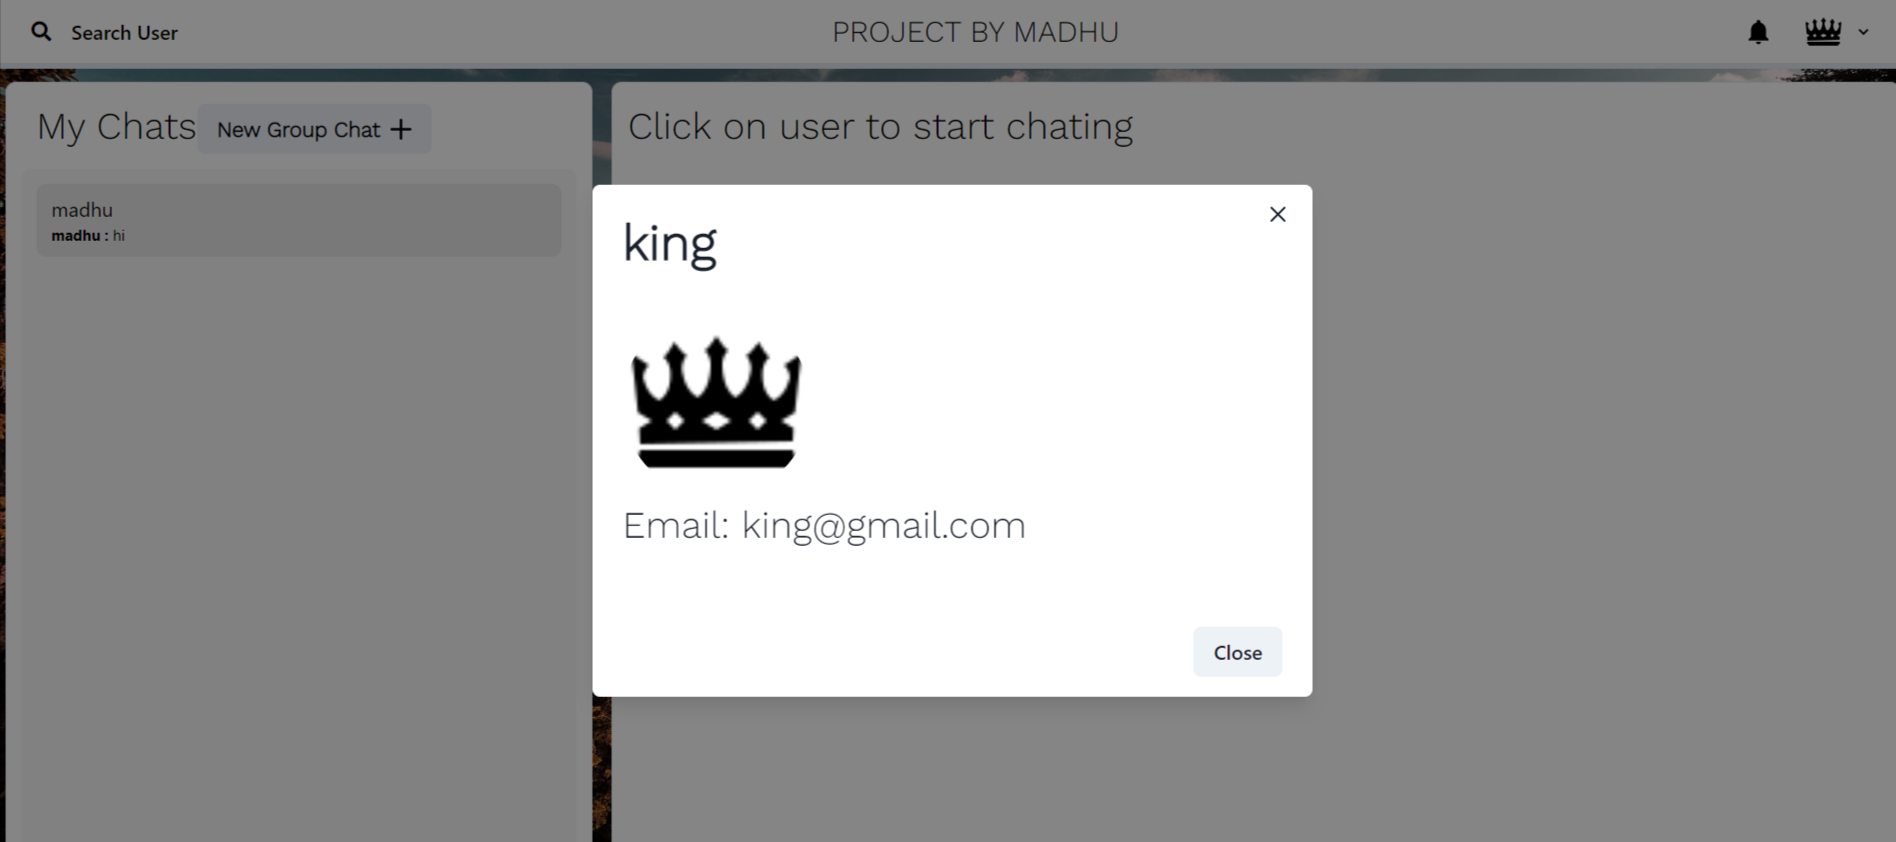 Search User
PROJECT BY MADHU
My Chats
New Group Chat
madhu
madhu : hi
Click on user to start chating
king
Email: king@gmail.com
Close